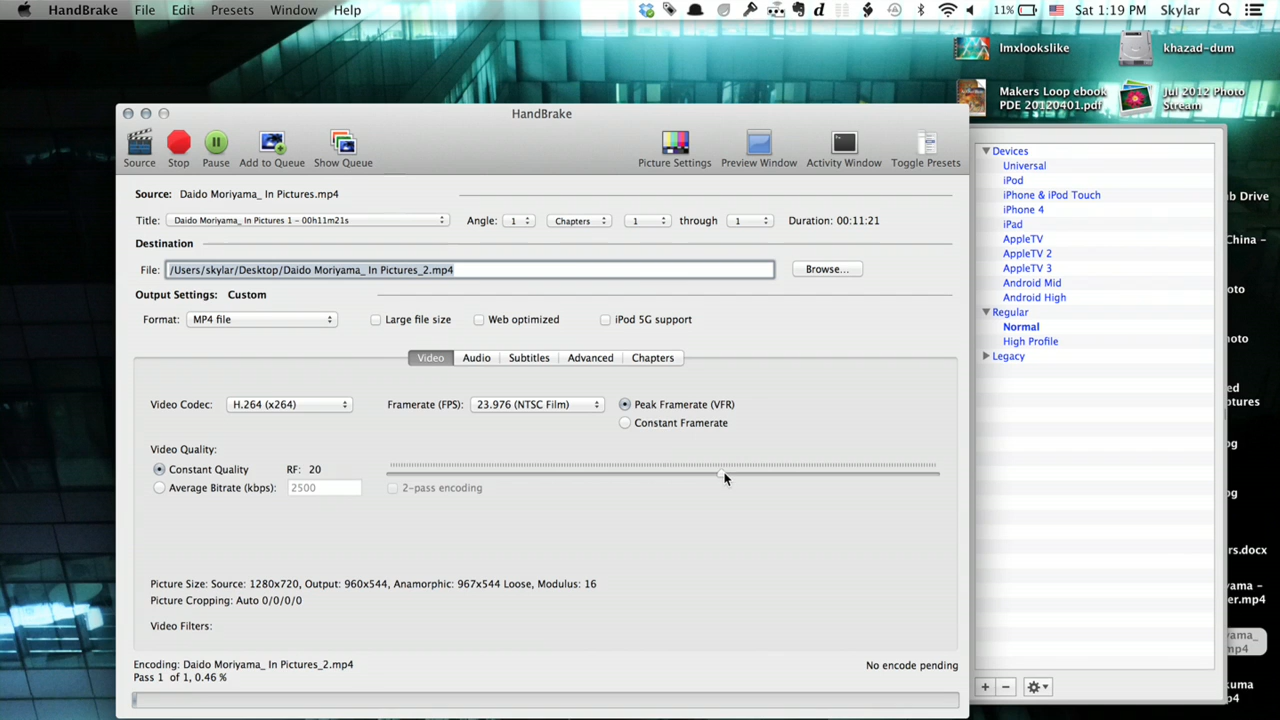 HandBrake File Edit Presets Window Help 11% Sat 1:19 PM Skylar
lmxlookslike
khazad-dum
Makers Loop ebook
PDE 20120401.pdf
Jul 2012 Photo
Stream
HandBrake
Source Stop Pause Add to Queue Show Queue Picture Settings Preview Window Activity Window Toggle Presets
Source: Daido Moriyama_ In Pictures.mp4
Title: Daido Moriyama_ In Pictures 1 - 00h11m21s Angle: 1 Chapters 1 through 1 Duration: 00:11:21
Destination
File: /Users/skylar/Desktop/Daido Moriyama_ In Pictures_2.mp4 Browse...
Output Settings: Custom
Format: MP4 file Large file size Web optimized iPod 5G support
Video Audio Subtitles Advanced Chapters
Video Codec: H.264 (x264) Framerate (FPS): 23.976 (NTSC Film) Peak Framerate (VFR)
Constant Framerate
Video Quality:
Constant Quality RF: 20
Average Bitrate (kbps): 2500 2-pass encoding
Picture Size: Source: 1280x720, Output: 960x544, Anamorphic: 967x544 Loose, Modulus: 16
Picture Cropping: Auto 0/0/0/0
Video Filters:
Encoding: Daido Moriyama_ In Pictures_2.mp4 No encode pending
Pass 1 of 1, 0.46 %
Devices
Universal
iPod
iPhone & iPod Touch
iPhone 4
iPad
AppleTV
AppleTV 2
AppleTV 3
Android Mid
Android High
Regular
Normal
High Profile
Legacy
b Drive
China –
oto
hoto
ed
ptures
pg
pg
rs.docx
yama –
er.mp4
yama_
mp4
kuma
p4